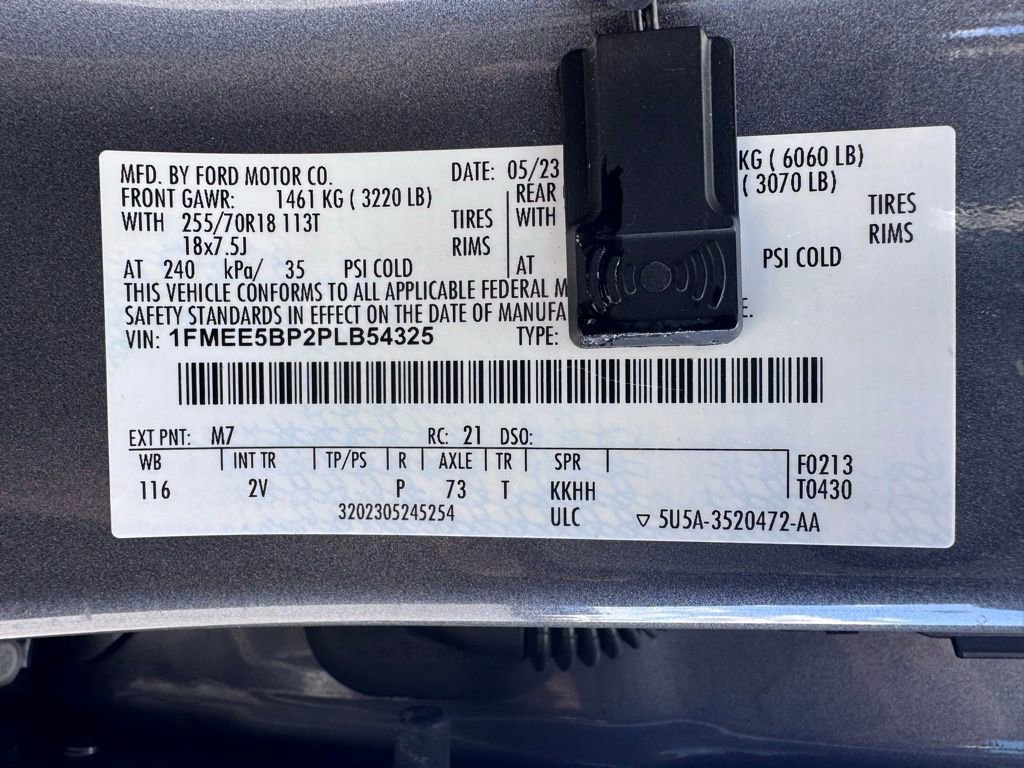 MFD. BY FORD MOTOR CO. DATE: 05/23 KG ( 6060 LB)
FRONT GAWR: 1461 KG ( 3220 LB) REAR ( 3070 LB)
WITH 255/70R18 113T TIRES WITH TIRES
18x7.5J RIMS RIMS
AT 240 kPa/ 35 PSI COLD AT PSI COLD
THIS VEHICLE CONFORMS TO ALL APPLICABLE FEDERAL M
SAFETY STANDARDS IN EFFECT ON THE DATE OF MANUFA E.
VIN: 1FMEE5BP2PLB54325 TYPE:
EXT PNT: M7 RC: 21 DSO:
WB INT TR TP/PS R AXLE TR SPR F0213
116 2V P 73 T KKHH T0430
3202305245254 ULC ▽ 5U5A-3520472-AA